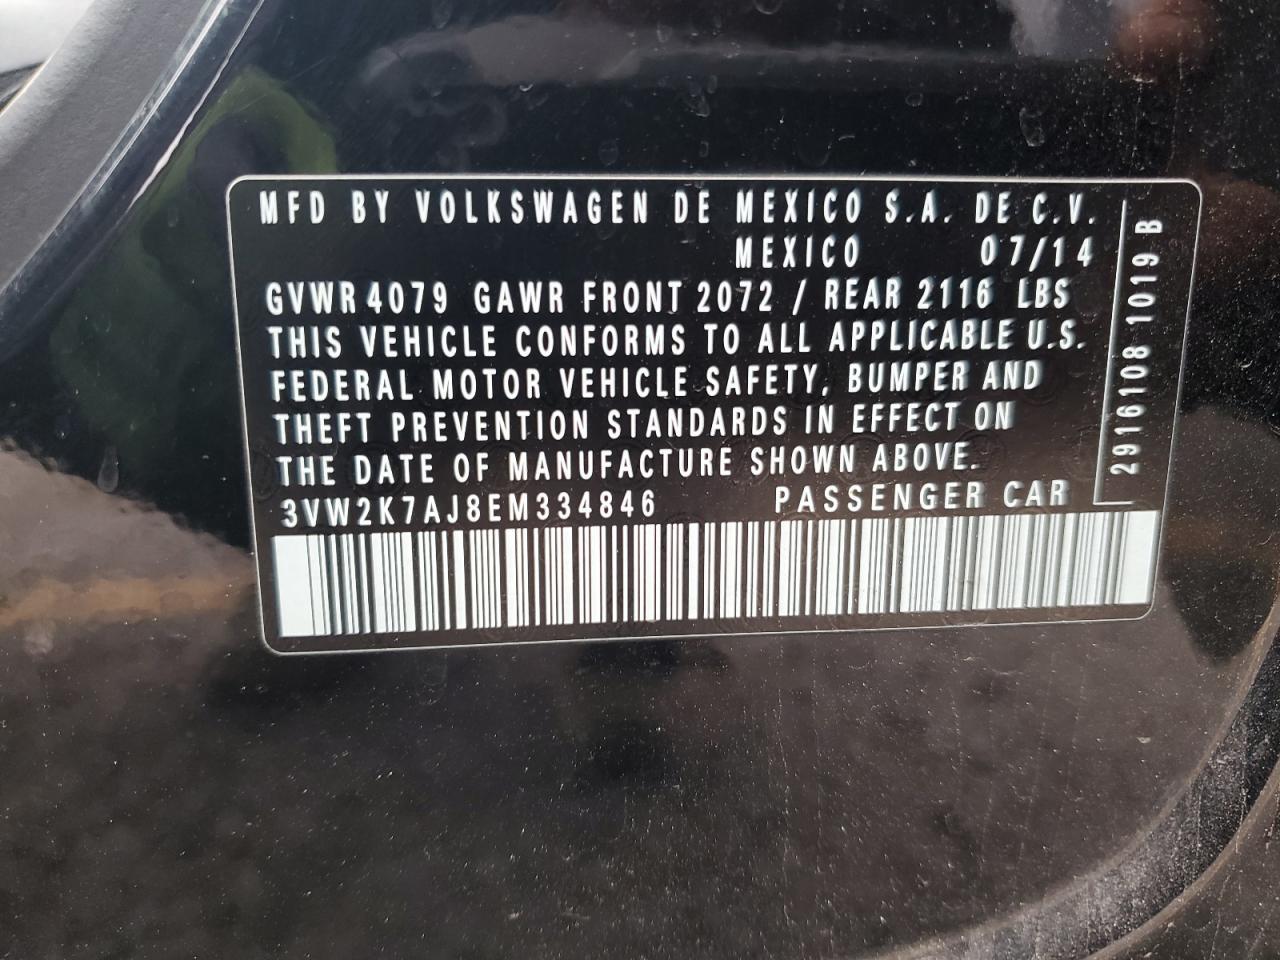 MFD BY VOLKSWAGEN DE MEXICO S.A. DE C.V.
MEXICO 07/14
GVWR 4079 GAWR FRONT 2072 / REAR 2116 LBS
THIS VEHICLE CONFORMS TO ALL APPLICABLE U.S.
FEDERAL MOTOR VEHICLE SAFETY, BUMPER AND
THEFT PREVENTION STANDARDS IN EFFECT ON
THE DATE OF MANUFACTURE SHOWN ABOVE.
3VW2K7AJ8EM334846 PASSENGER CAR
2916108 1019 B